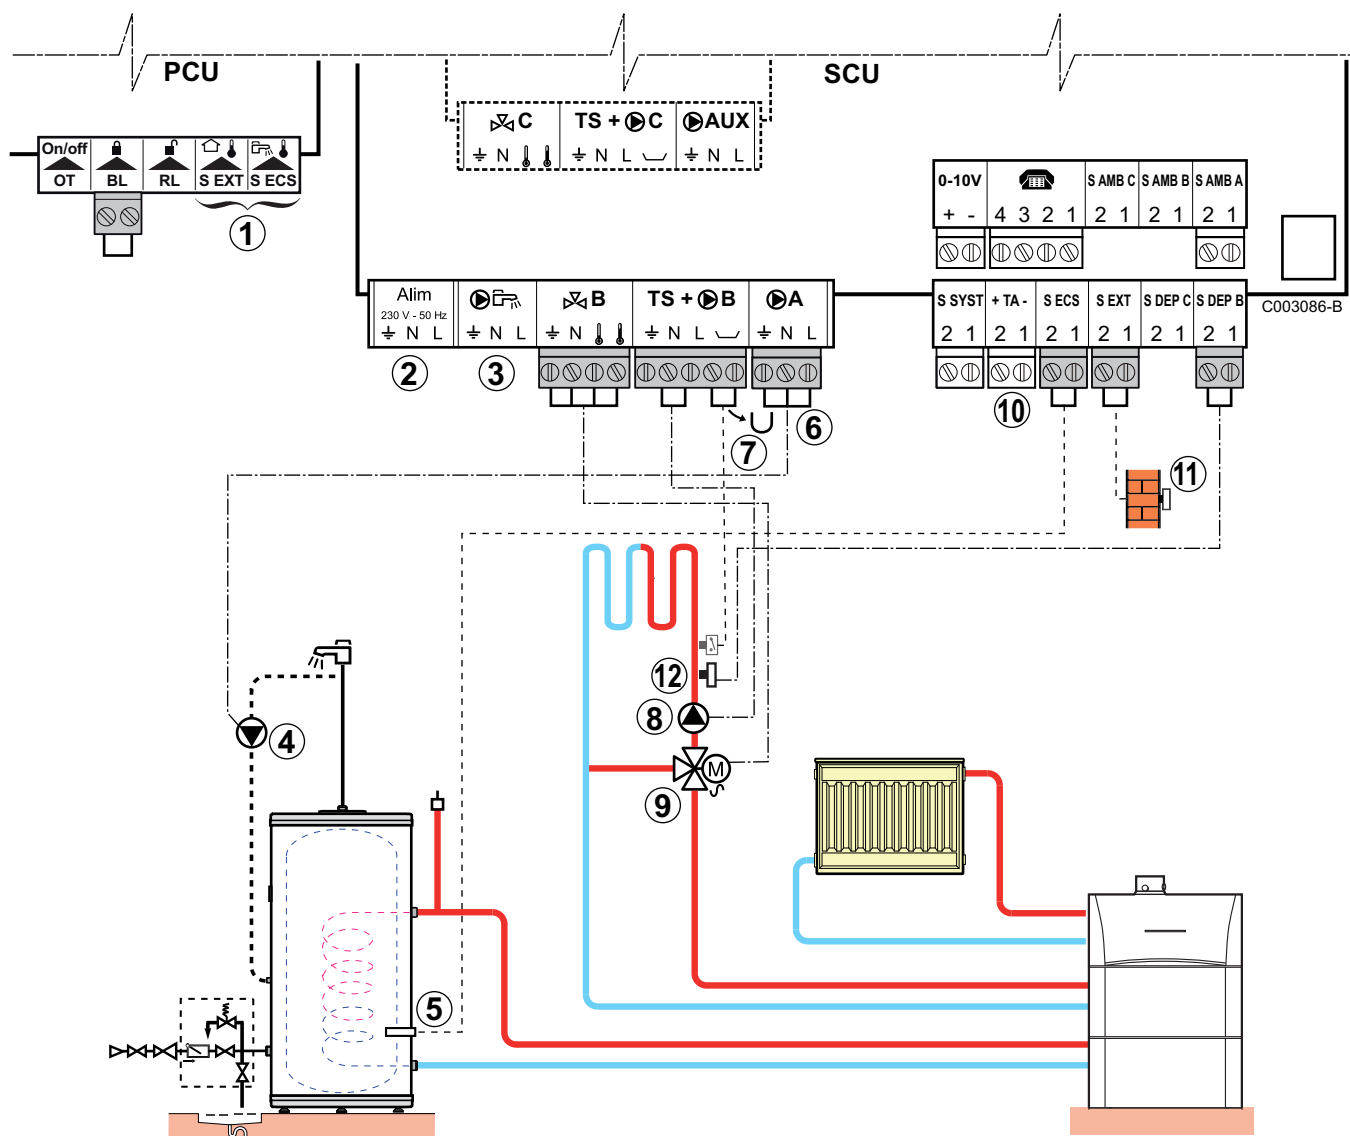 PCU
SCU
C
TS + C
AUX
N
N L
N L
On/off
OT
BL
RL
S EXT
S ECS
1
0-10V
S AMB C
S AMB B
S AMB A
+ -
4 3 2 1
2 1
2 1
2 1
Alim
230 V - 50 Hz
N L
N L
B
N
TS + B
N L
A
N L
S SYST
+ TA -
S ECS
S EXT
S DEP C
S DEP B
2 1
2 1
2 1
2 1
2 1
2 1
C003086-B
2
3
6
7
10
11
12
8
4
M
9
5